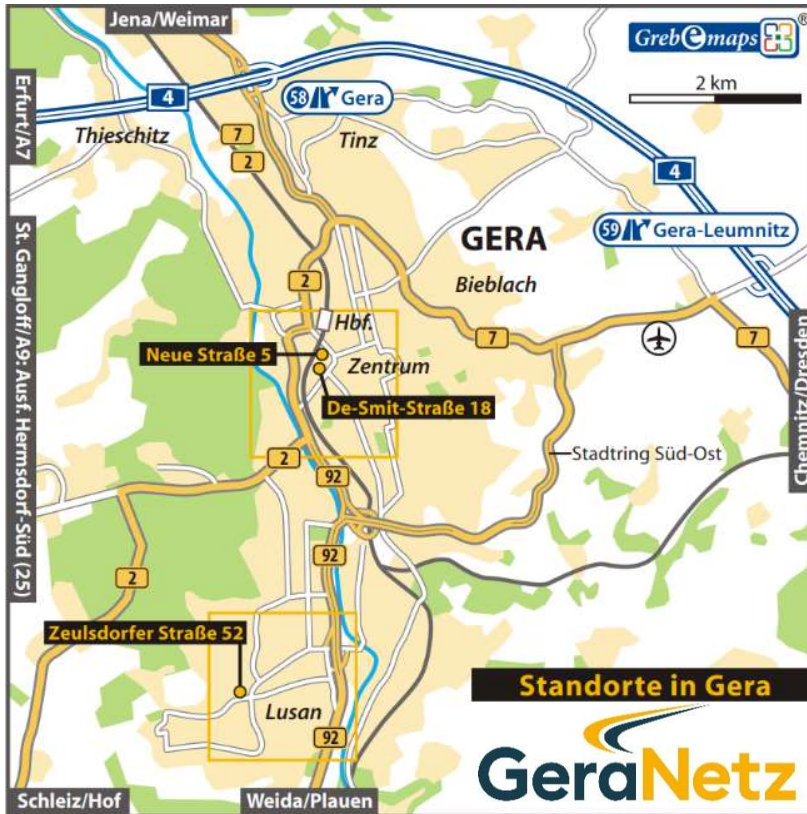 Jena/Weimar
GrebEmaps
®
2 km
Erfurt/A7
4
58 Gera
Thieschitz
7
2
Tinz
4
GERA
59 Gera-Leumnitz
St. Gangloff/A9: Ausf. Hermsdorf-Süd (25)
Bieblach
2
Hbf.
7
7
Neue Straße 5
Zentrum
De-Smit-Straße 18
Chemnitz/Dresden
2
92
Stadtring Süd-Ost
92
2
Zeulsdorfer Straße 52
Standorte in Gera
Lusan
92
GeraNetz
Schleiz/Hof
Weida/Plauen